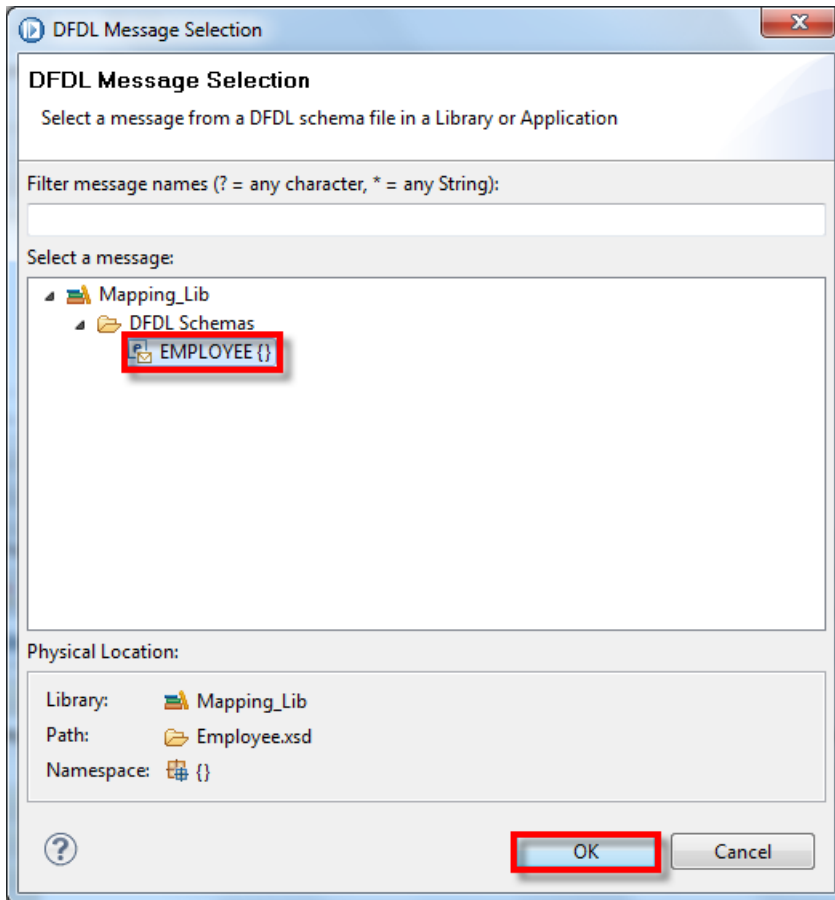 DFDL Message Selection
DFDL Message Selection
Select a message from a DFDL schema file in a Library or Application
Filter message names (? = any character, * = any String):
Select a message:
Mapping_Lib
DFDL Schemas
EMPLOYEE {}
Physical Location:
Library: Mapping_Lib
Path: Employee.xsd
Namespace: {}
OK Cancel